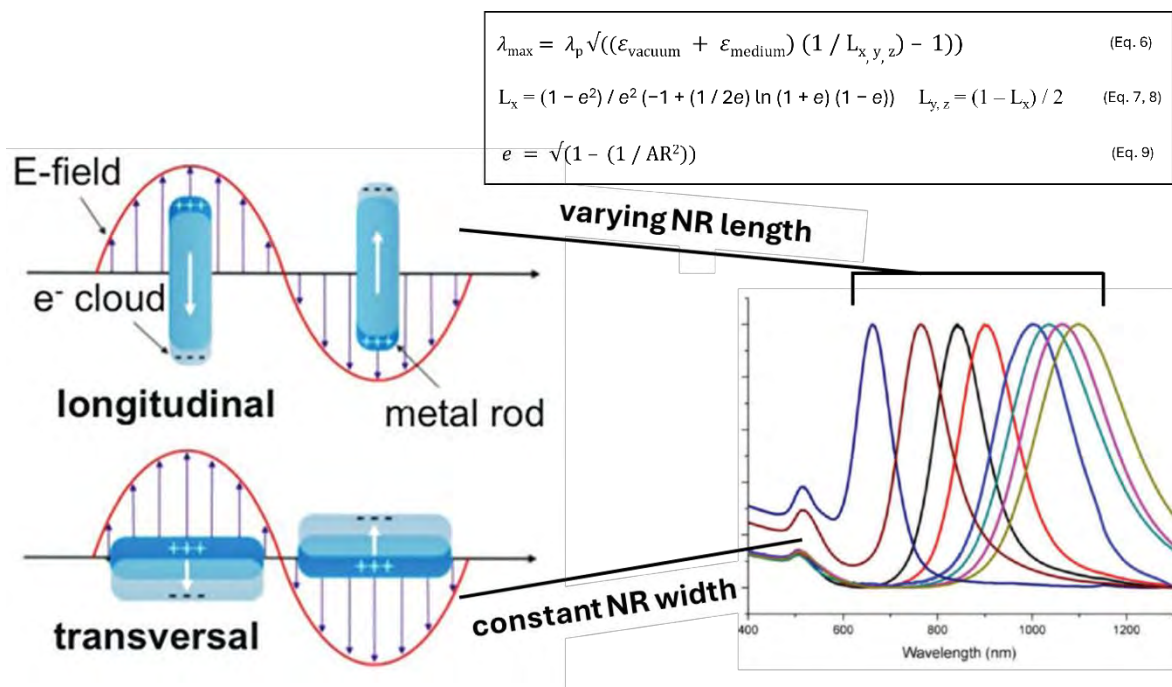 λmax = λp √((εvacuum + εmedium) (1 / Lx, y, z) – 1)) (Eq. 6)
Lx = (1 − e²) / e² (-1 + (1 / 2e) ln (1 + e) (1 − e)) Ly, z = (1 – Lx) / 2 (Eq. 7, 8)
e = √(1 – (1 / AR²)) (Eq. 9)
E-field
+++
---
varying NR length
e⁻ cloud
---
+++
longitudinal
metal rod
+++
---
---
+++
constant NR width
transversal
400 600 800 1000 1200
Wavelength (nm)